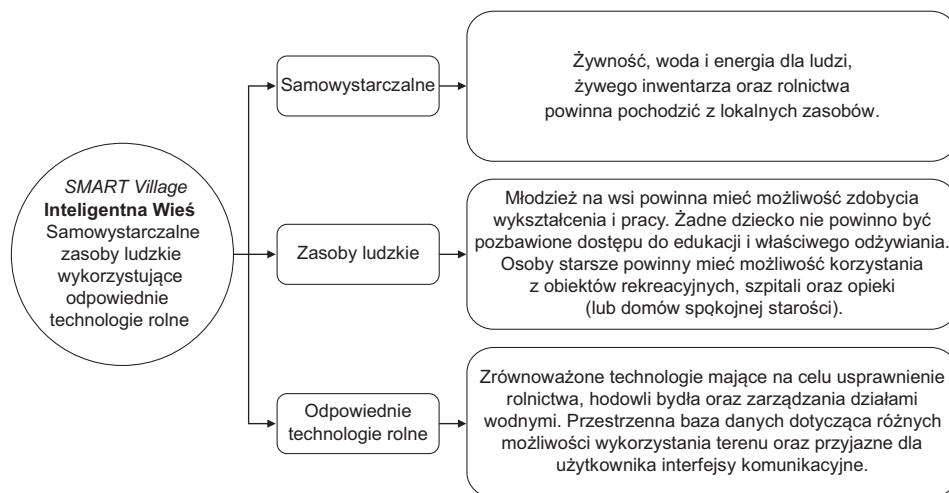 SMART Village
Inteligentna Wieś
Samowystarczalne
zasoby ludzkie
wykorzystujące
odpowiednie
technologie rolne
Samowystarczalne
Żywność, woda i energia dla ludzi,
żywego inwentarza oraz rolnictwa
powinna pochodzić z lokalnych zasobów.
Zasoby ludzkie
Młodzież na wsi powinna mieć możliwość zdobycia
wykształcenia i pracy. Żadne dziecko nie powinno być
pozbawione dostępu do edukacji i właściwego odżywiania.
Osoby starsze powinny mieć możliwość korzystania
z obiektów rekreacyjnych, szpitali oraz opieki
(lub domów spokojnej starości).
Odpowiednie
technologie rolne
Zrównoważone technologie mające na celu usprawnienie
rolnictwa, hodowli bydła oraz zarządzania działami
wodnymi. Przestrzenna baza danych dotycząca różnych
możliwości wykorzystania terenu oraz przyjazne dla
użytkownika interfejsy komunikacyjne.